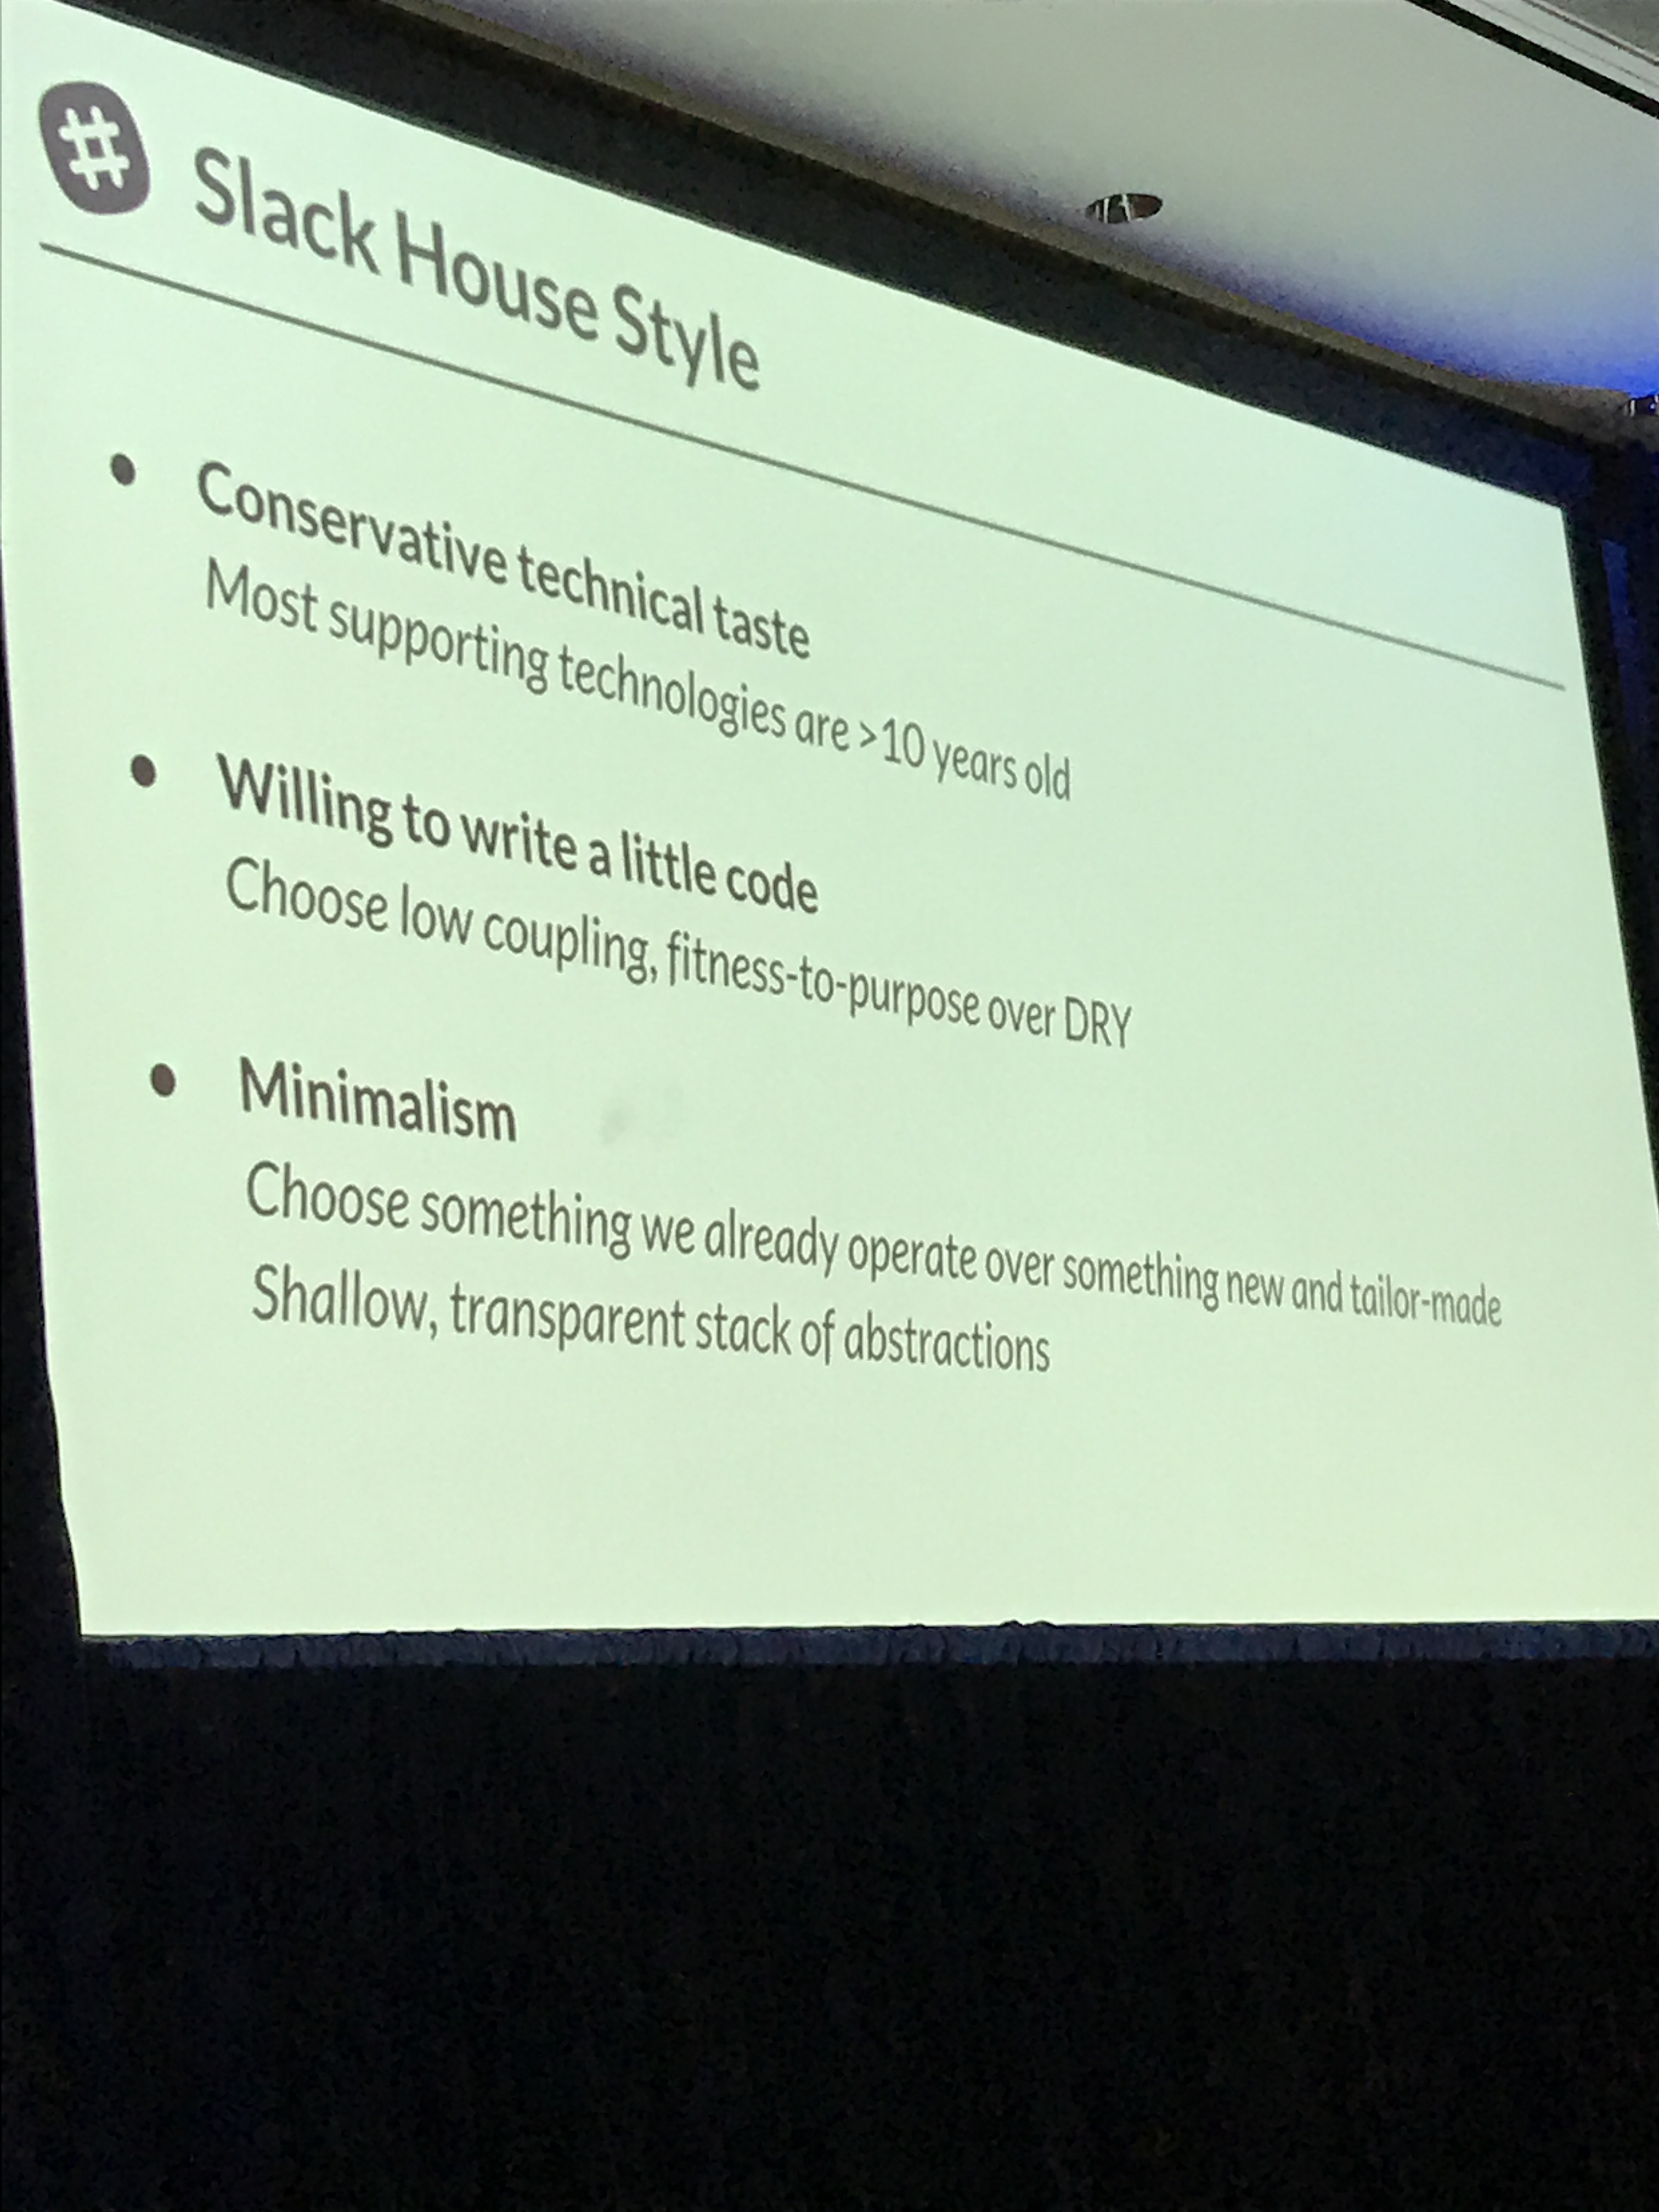 # Slack House Style
• Conservative technical taste
Most supporting technologies are >10 years old
• Willing to write a little code
Choose low coupling, fitness-to-purpose over DRY
• Minimalism
Choose something we already operate over something new and tailor-made
Shallow, transparent stack of abstractions